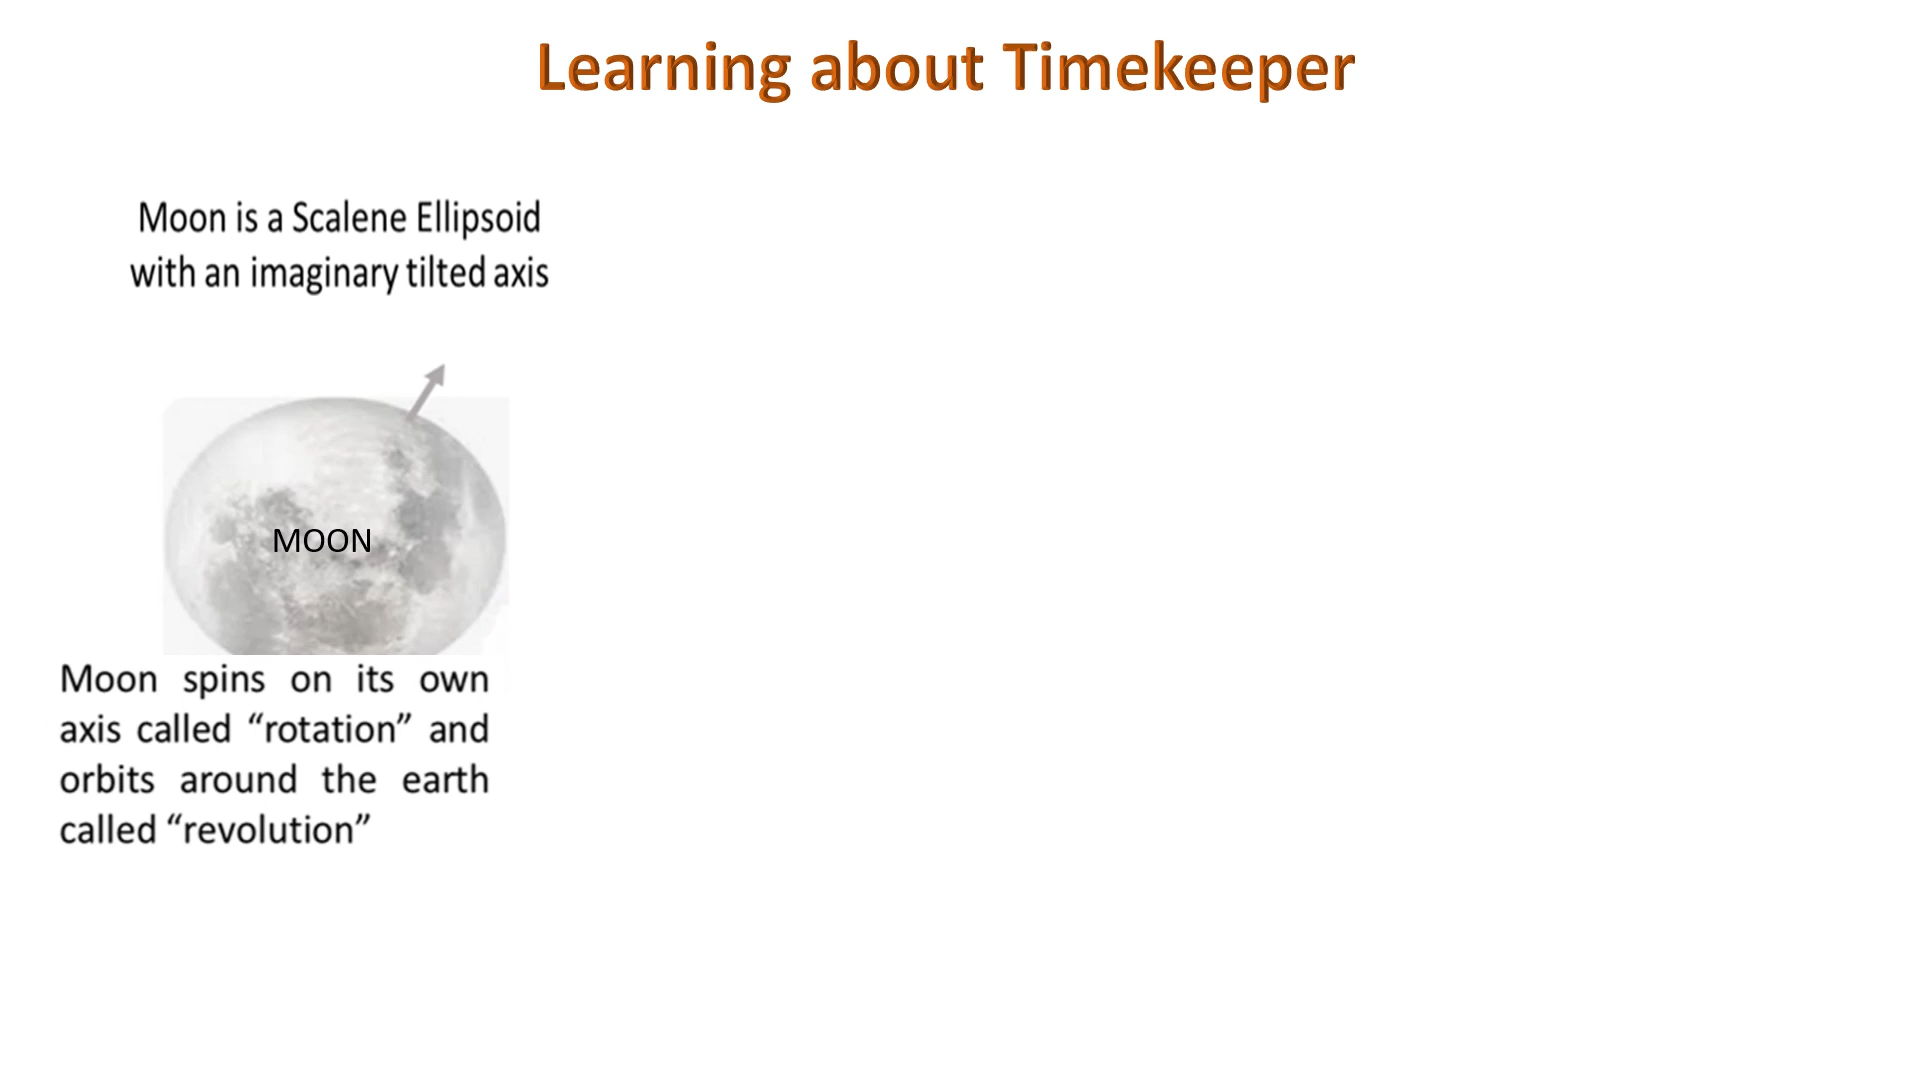 Learning about Timekeeper
Moon is a Scalene Ellipsoid
with an imaginary tilted axis
MOON
Moon spins on its own
axis called “rotation” and
orbits around the earth
called “revolution”